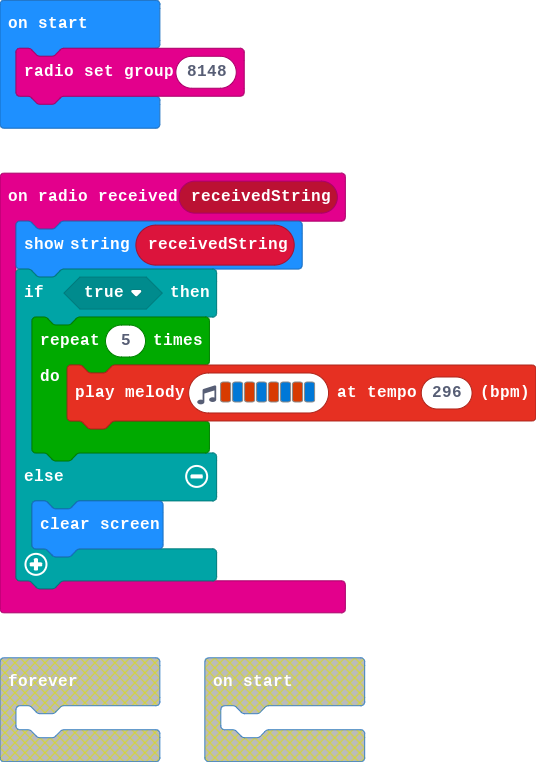 on start
radio set group 8148
on radio received receivedString
show string receivedString
if true then
repeat 5 times
do
play melody at tempo 296 (bpm)
else
clear screen
forever
on start